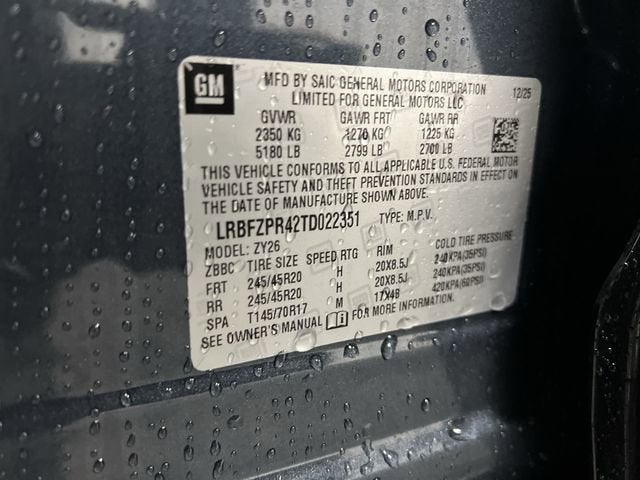 GM
MFD BY SAIC GENERAL MOTORS CORPORATION
LIMITED FOR GENERAL MOTORS LLC
12/25
GVWR GAWR FRT GAWR RR
2350 KG 1270 KG 1225 KG
5180 LB 2799 LB 2700 LB
THIS VEHICLE CONFORMS TO ALL APPLICABLE U.S. FEDERAL MOTOR
VEHICLE SAFETY AND THEFT PREVENTION STANDARDS IN EFFECT ON
THE DATE OF MANUFACTURE SHOWN ABOVE.
LRBFZPR42TD022351 TYPE: M.P.V.
MODEL: ZY26
ZBBC TIRE SIZE SPEED RTG RIM COLD TIRE PRESSURE
FRT 245/45R20 H 20X8.5J 240KPA(35PSI)
RR 245/45R20 H 20X8.5J 240KPA(35PSI)
SPA T145/70R17 M 17X4B 420KPA(60PSI)
SEE OWNER'S MANUAL FOR MORE INFORMATION.